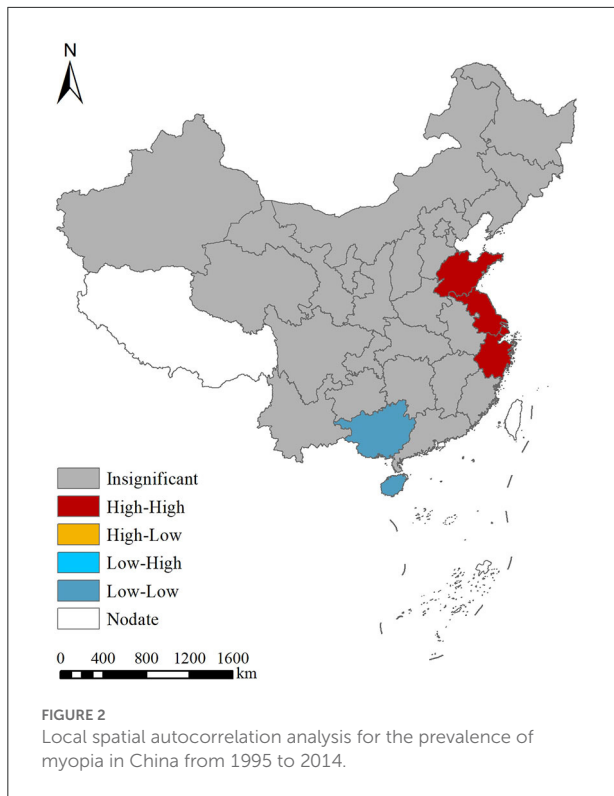 N
Insignificant
High-High
High-Low
Low-High
Low-Low
Nodate
0 400 800 1200 1600
km
FIGURE 2
Local spatial autocorrelation analysis for the prevalence of
myopia in China from 1995 to 2014.